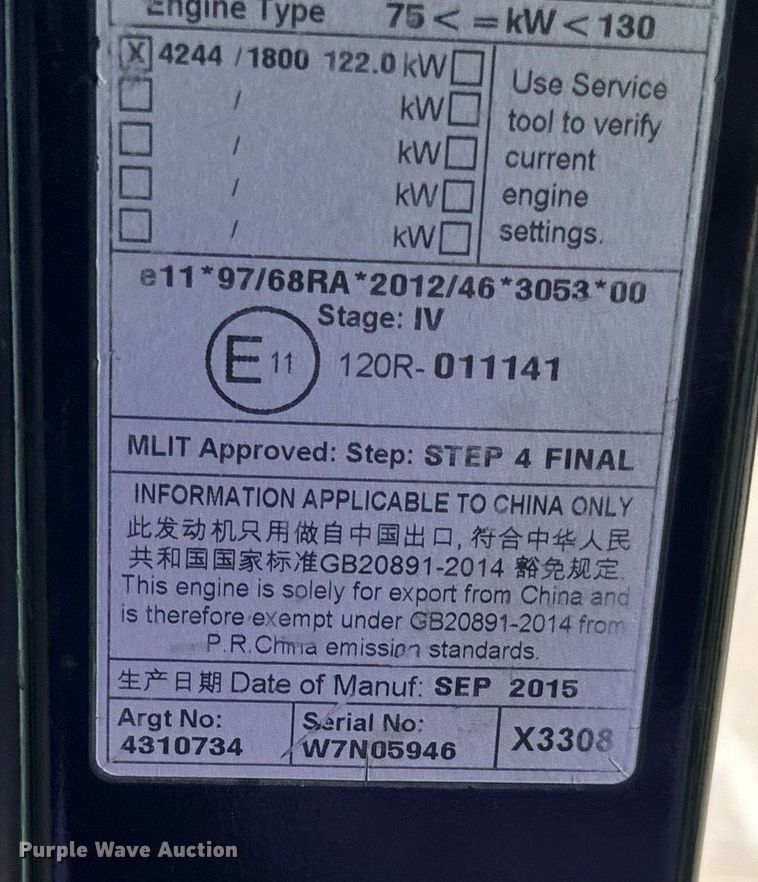 Engine Type 75 < = kW < 130
X 4244 / 1800 122.0 kW
/ kW
/ kW
/ kW
/ kW
Use Service
tool to verify
current
engine
settings.
e11*97/68RA*2012/46*3053*00
Stage: IV
E 11 120R- 011141
MLIT Approved: Step: STEP 4 FINAL
INFORMATION APPLICABLE TO CHINA ONLY
此发动机只用做自中国出口, 符合中华人民
共和国国家标准GB20891-2014 豁免规定.
This engine is solely for export from China and
is therefore exempt under GB20891-2014 from
P.R.China emission standards.
生产日期 Date of Manuf: SEP 2015
Argt No:
4310734
Serial No:
W7N05946
X3308
Purple Wave Auction